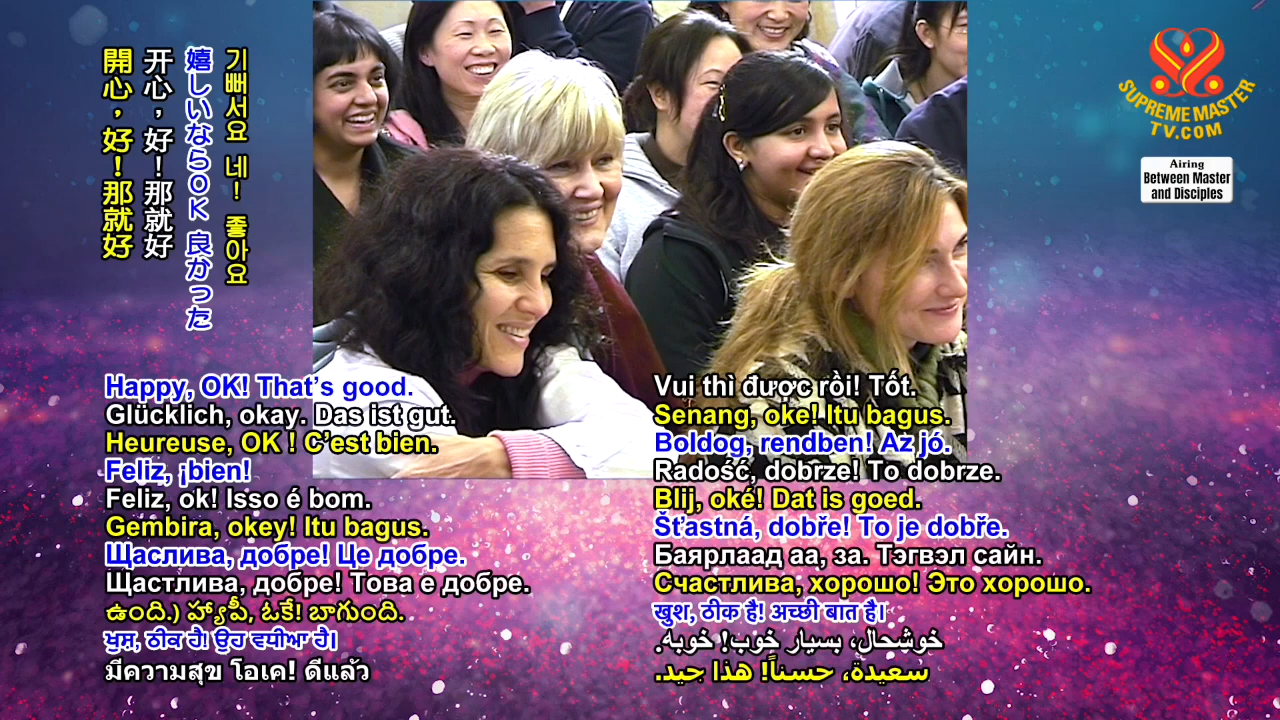 開心，好！那就好
开心，好！那就好
嬉しいならOK 良かった
기뻐서요 네! 좋아요
SUPREME MASTER
TV.COM
Airing
Between Master
and Disciples
Happy, OK! That’s good.
Glücklich, okay. Das ist gut.
Heureuse, OK ! C’est bien.
Feliz, ¡bien!
Feliz, ok! Isso é bom.
Gembira, okey! Itu bagus.
Щаслива, добре! Це добре.
Щастлива, добре! Това е добре.
ఉంది.) హ్యాపీ, ఓకే! బాగుంది.
ਖੁਸ਼, ਠੀਕ ਹੈ! ਉਹ ਵਧੀਆ ਹੈ|
มีความสุข โอเค! ดีแล้ว
Vui thì được rồi! Tốt.
Senang, oke! Itu bagus.
Boldog, rendben! Az jó.
Radość, dobrze! To dobrze.
Blij, oké! Dat is goed.
Šťastná, dobře! To je dobře.
Баярлаад аа, за. Тэгвэл сайн.
Счастлива, хорошо! Это хорошо.
खुश, ठीक है! अच्छी बात है।
خوشحال، بسیار خوب! خوبه.
سعيدة، حسناً! هذا جيد.